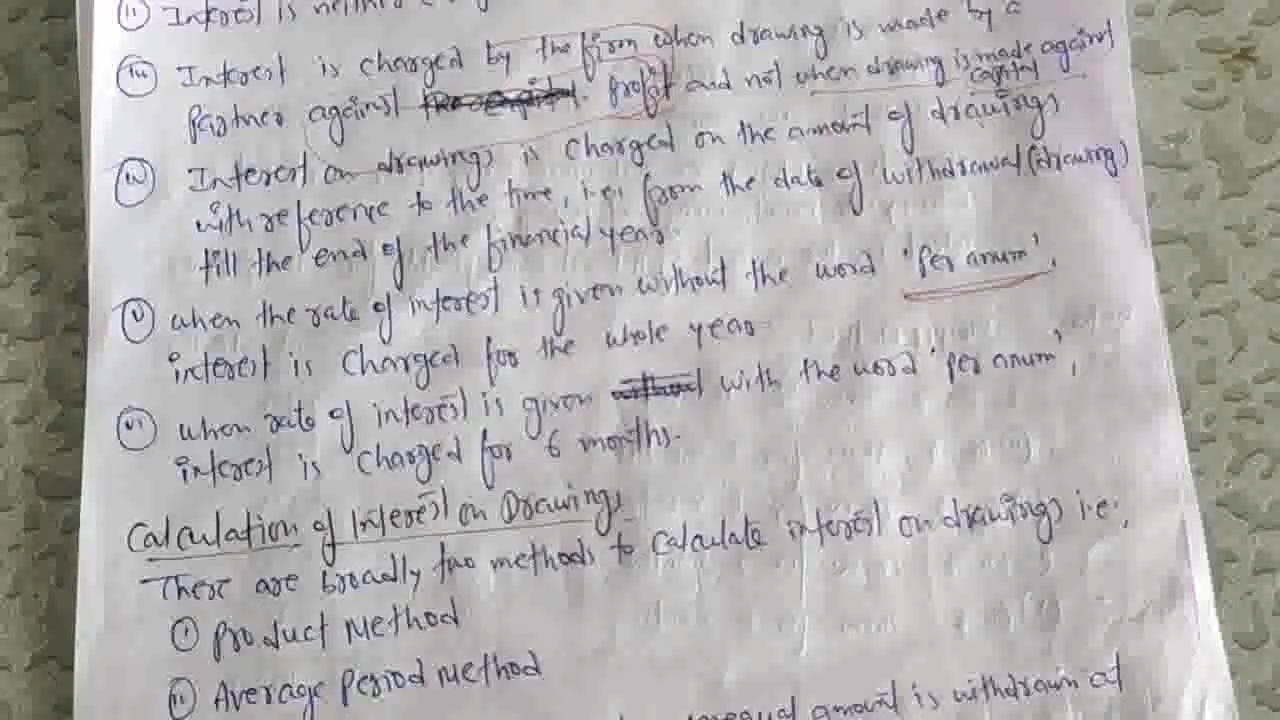 (ii) Interest is
(iii) Interest is charged by the firm when drawing is made by a
Partner against profit and not when drawing is made against
capital
(iv) Interest on drawings is charged on the amount of drawings
with reference to the time, i.e. from the date of withdrawal (drawing)
till the end of the financial year.
(v) when the rate of interest is given without the word 'Per anum',
interest is charged for the whole year
(vi) when rate of interest is given with the word 'per anum',
interest is charged for 6 months.
Calculation of Interest on Drawings
There are broadly two methods to calculate interest on drawings i.e.,
(i) Product Method
(ii) Average Period Method
amount is withdrawn at